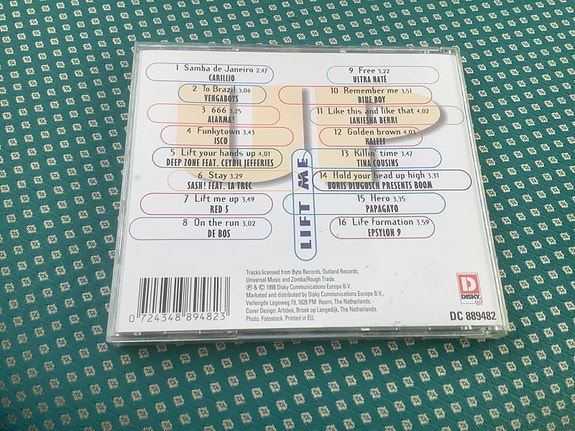 1 Samba de Janeiro 2.47
CARILLIO
2 To Brazil 3.06
VENGABOYS
3 666 3.25
ALARMA!
4 Funkytown 3.43
ISCO
5 Lift your hands up 4.01
DEEP ZONE FEAT. CEYBIL JEFFERIES
6 Stay 3.29
SASH! FEAT. LA TREC
7 Lift me up 3.49
RED 5
8 On the run 3.02
DE BOS
9 Free 3.22
ULTRA NATÉ
10 Remember me 3.51
BLUE BOY
11 Like this and like that 4.02
LAKIESHA BERRI
12 Golden brown 4.03
KALEEF
13 Killin' time 3.47
TINA COUSINS
14 Hold your head up high 3.31
BORIS DLUGOSCH PRESENTS BOOM
15 Hero 3.35
PAPAGAYO
16 Life formation 3.59
EPSYLON 9
LIFT ME
UP
Tracks licensed from Byte Records, Outland Records,
Universal Music and Zomba/Rough Trade.
℗ & © 1998 Disky Communications Europe B.V.
Marketed and distributed by Disky Communications Europe B.V.,
Verlengde Lageweg 19, 1628 PM. Hoorn, The Netherlands.
Cover Design: Artidee, Broek op Langedijk, The Netherlands.
Photo: Fotostock. Printed in EU.
0 724348 894823
D
DISKY
DC 889482